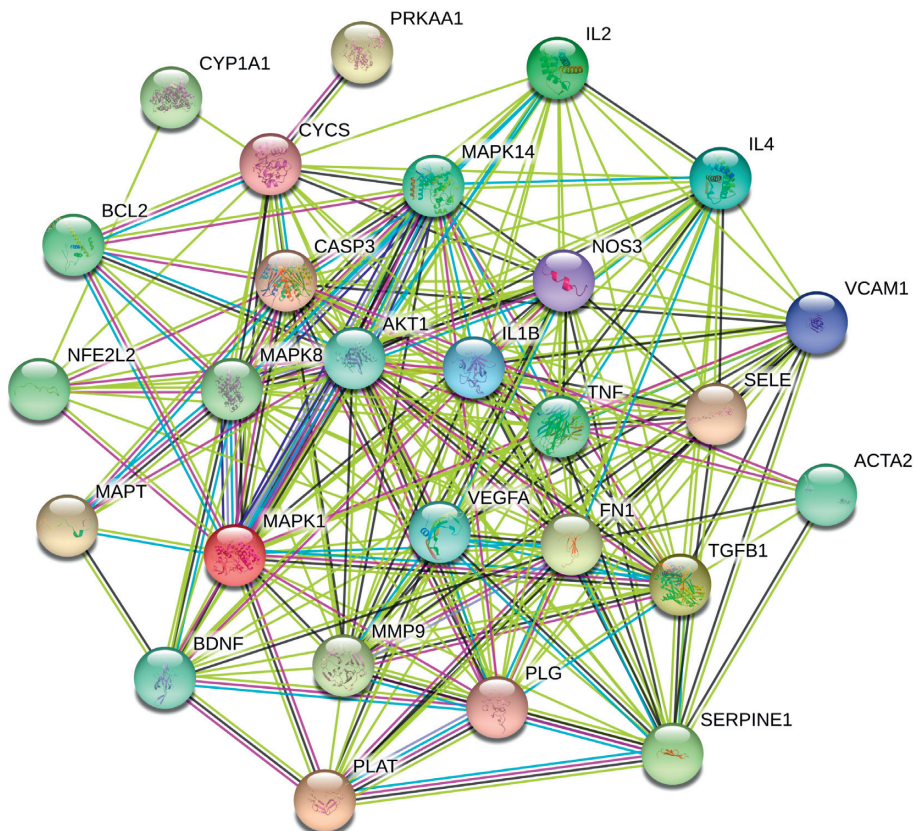 PRKAA1
IL2
CYP1A1
CYCS
MAPK14
IL4
BCL2
CASP3
NOS3
VCAM1
AKT1
IL1B
NFE2L2
MAPK8
SELE
TNF
ACTA2
MAPT
VEGFA
FN1
MAPK1
TGFB1
MMP9
BDNF
PLG
SERPINE1
PLAT